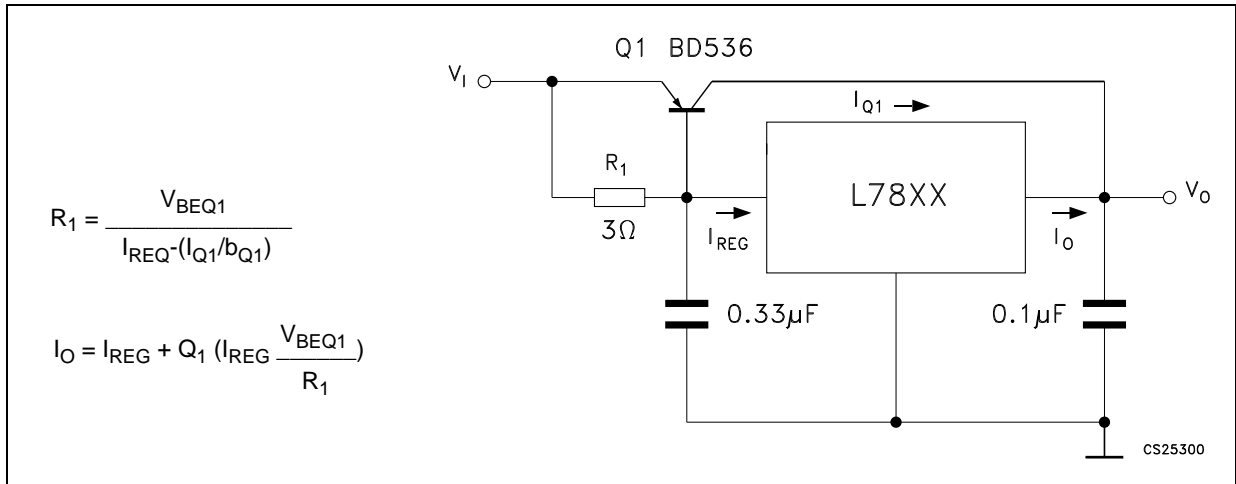 Q1 BD536
V_I
I_Q1
R_1
L78XX
V_O
3Ω
I_REG
I_O
0.33µF
0.1µF
CS25300
R_1 = V_BEQ1 / I_REQ-(I_Q1/b_Q1)
I_O = I_REG + Q_1 (I_REG V_BEQ1 / R_1)